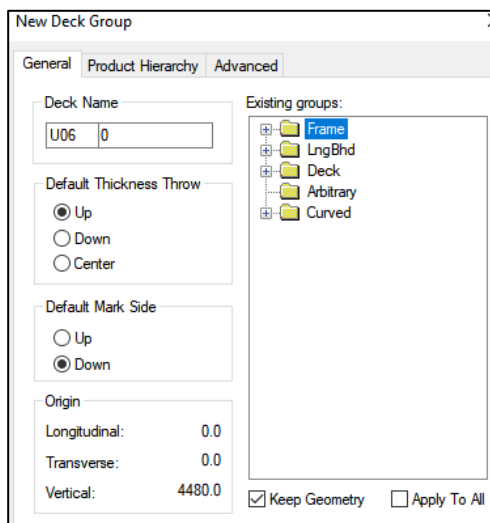 New Deck Group
General Product Hierarchy Advanced
Deck Name
U06 0
Default Thickness Throw
Up
Down
Center
Default Mark Side
Up
Down
Origin
Longitudinal: 0.0
Transverse: 0.0
Vertical: 4480.0
Existing groups:
Frame
LngBhd
Deck
Arbitrary
Curved
Keep Geometry Apply To All